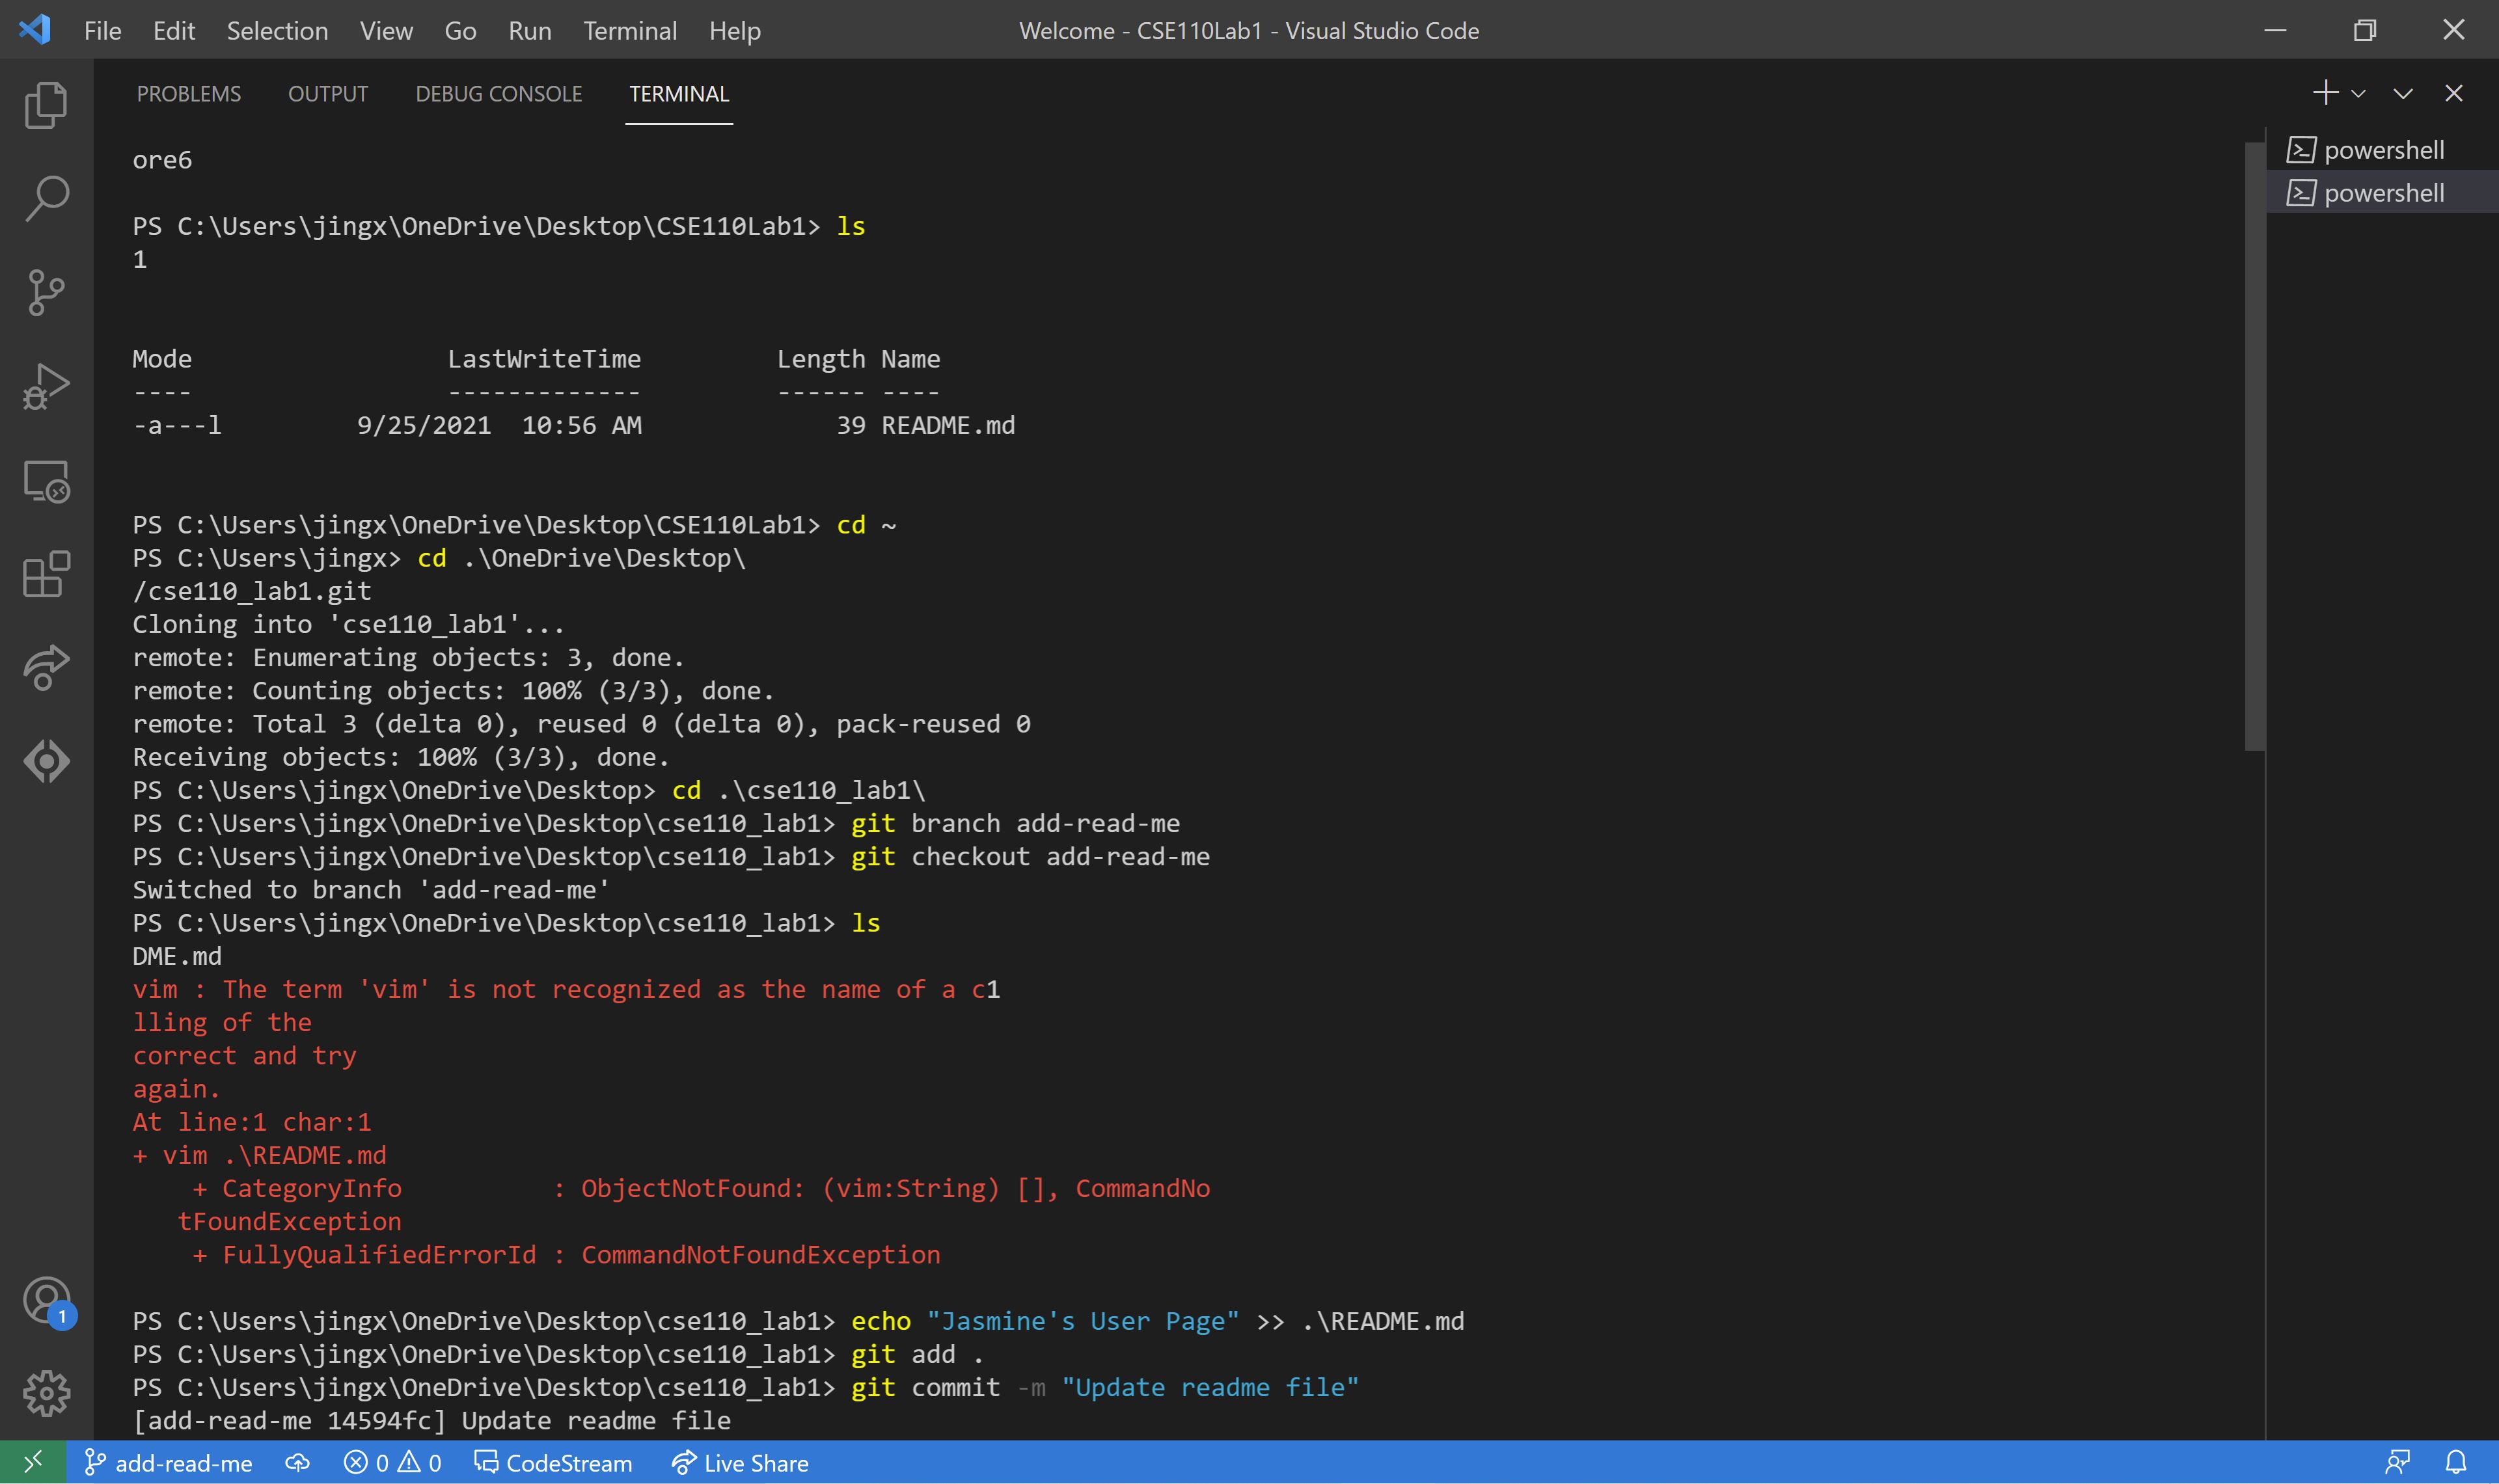 File Edit Selection View Go Run Terminal Help Welcome - CSE110Lab1 - Visual Studio Code
PROBLEMS OUTPUT DEBUG CONSOLE TERMINAL
powershell
powershell
ore6
PS C:\Users\jingx\OneDrive\Desktop\CSE110Lab1> ls
1
Mode                     LastWriteTime         Length Name
----                     -------------         ------ ----
-a---l         9/25/2021  10:56 AM             39 README.md
PS C:\Users\jingx\OneDrive\Desktop\CSE110Lab1> cd ~
PS C:\Users\jingx> cd .\OneDrive\Desktop\
/cse110_lab1.git
Cloning into 'cse110_lab1'...
remote: Enumerating objects: 3, done.
remote: Counting objects: 100% (3/3), done.
remote: Total 3 (delta 0), reused 0 (delta 0), pack-reused 0
Receiving objects: 100% (3/3), done.
PS C:\Users\jingx\OneDrive\Desktop> cd .\cse110_lab1\
PS C:\Users\jingx\OneDrive\Desktop\cse110_lab1> git branch add-read-me
PS C:\Users\jingx\OneDrive\Desktop\cse110_lab1> git checkout add-read-me
Switched to branch 'add-read-me'
PS C:\Users\jingx\OneDrive\Desktop\cse110_lab1> ls
DME.md
vim : The term 'vim' is not recognized as the name of a c1
lling of the
correct and try
again.
At line:1 char:1
+ vim .\README.md
    + CategoryInfo          : ObjectNotFound: (vim:String) [], CommandNo
   tFoundException
    + FullyQualifiedErrorId : CommandNotFoundException
PS C:\Users\jingx\OneDrive\Desktop\cse110_lab1> echo "Jasmine's User Page" >> .\README.md
PS C:\Users\jingx\OneDrive\Desktop\cse110_lab1> git add .
PS C:\Users\jingx\OneDrive\Desktop\cse110_lab1> git commit -m "Update readme file"
[add-read-me 14594fc] Update readme file
1
add-read-me 0 0 CodeStream Live Share